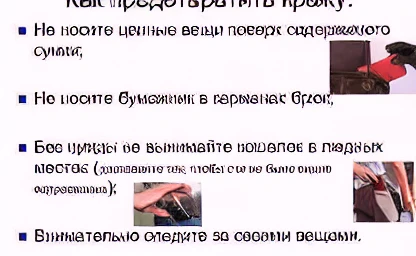 Как предотвратить кражу?
Не носите ценные вещи поверх содержимого
сумки;
Не носите бумажник в карманах брюк;
Без нужды не вынимайте кошелек в людных
местах (
Внимательно следите за своими вещами.